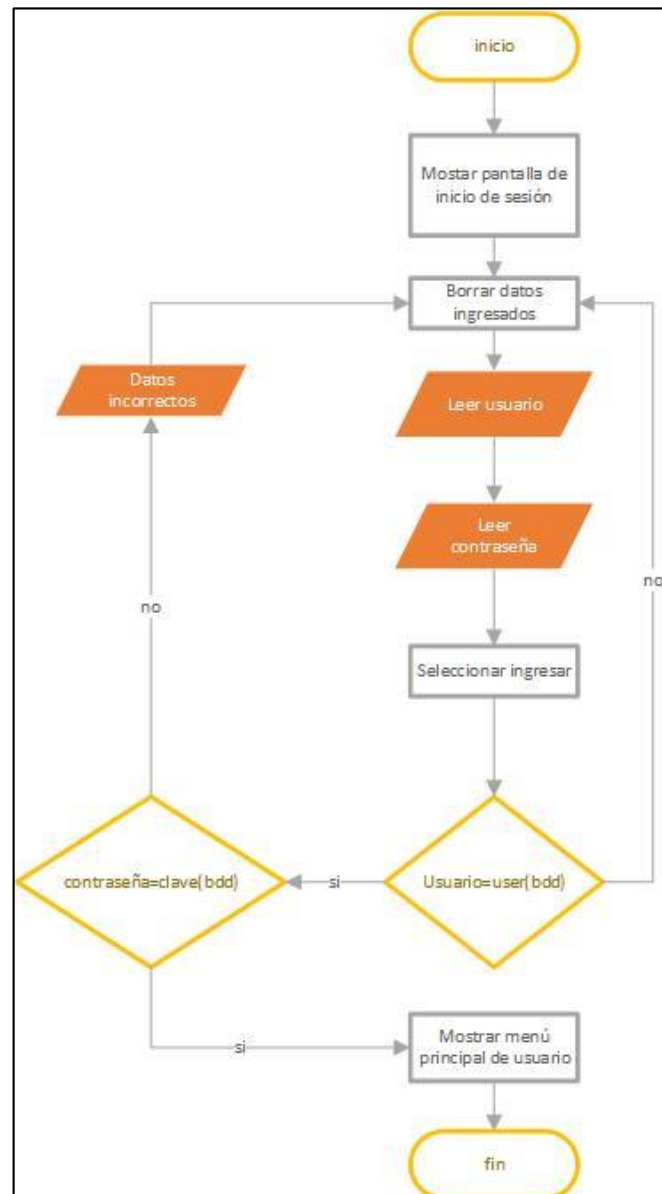 inicio
Mostar pantalla de
inicio de sesión
Borrar datos
ingresados
Datos
incorrectos
Leer usuario
Leer
contraseña
no
no
Seleccionar ingresar
contraseña=clave(bdd)
si
Usuario=user(bdd)
si
Mostrar menú
principal de usuario
fin